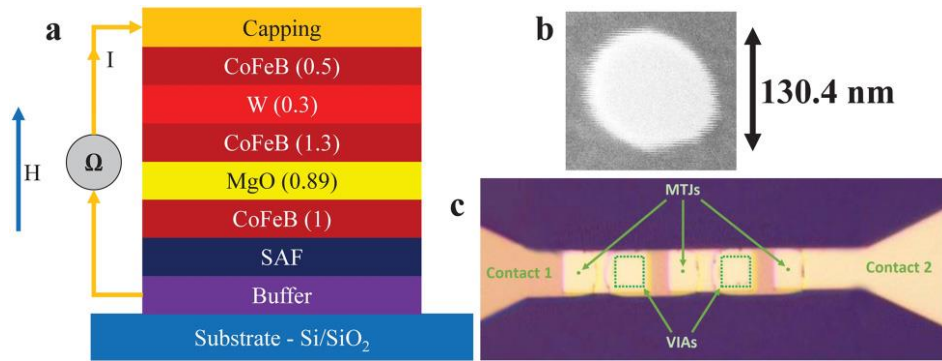 a
Capping
I
CoFeB (0.5)
W (0.3)
CoFeB (1.3)
H
Ω
MgO (0.89)
CoFeB (1)
SAF
Buffer
Substrate - Si/SiO₂
b
130.4 nm
c
MTJs
Contact 1
Contact 2
VIAs